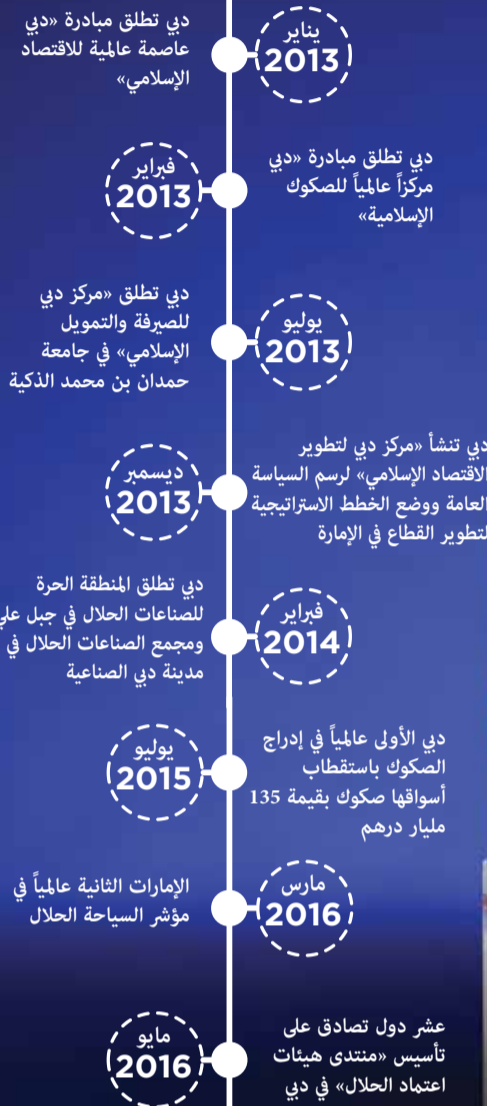 يناير
2013
دبي تطلق مبادرة «دبي
عاصمة عالمية للاقتصاد
الإسلامي»
فبراير
2013
دبي تطلق مبادرة «دبي
مركزاً عالمياً للصكوك
الإسلامية»
يوليو
2013
دبي تطلق «مركز دبي
للصيرفة والتمويل
الإسلامي» في جامعة
حمدان بن محمد الذكية
ديسمبر
2013
دبي تنشأ «مركز دبي لتطوير
الاقتصاد الإسلامي» لرسم السياسة
العامة ووضع الخطط الاستراتيجية
لتطوير القطاع في الإمارة
فبراير
2014
دبي تطلق المنطقة الحرة
للصناعات الحلال في جبل علي
ومجمع الصناعات الحلال في
مدينة دبي الصناعية
يوليو
2015
دبي الأولى عالمياً في إدراج
الصكوك باستقطاب
أسواقها صكوك بقيمة 135
مليار درهم
مارس
2016
الإمارات الثانية عالمياً في
مؤشر السياحة الحلال
مايو
2016
عشر دول تصادق على
تأسيس «منتدى هيئات
اعتماد الحلال» في دبي